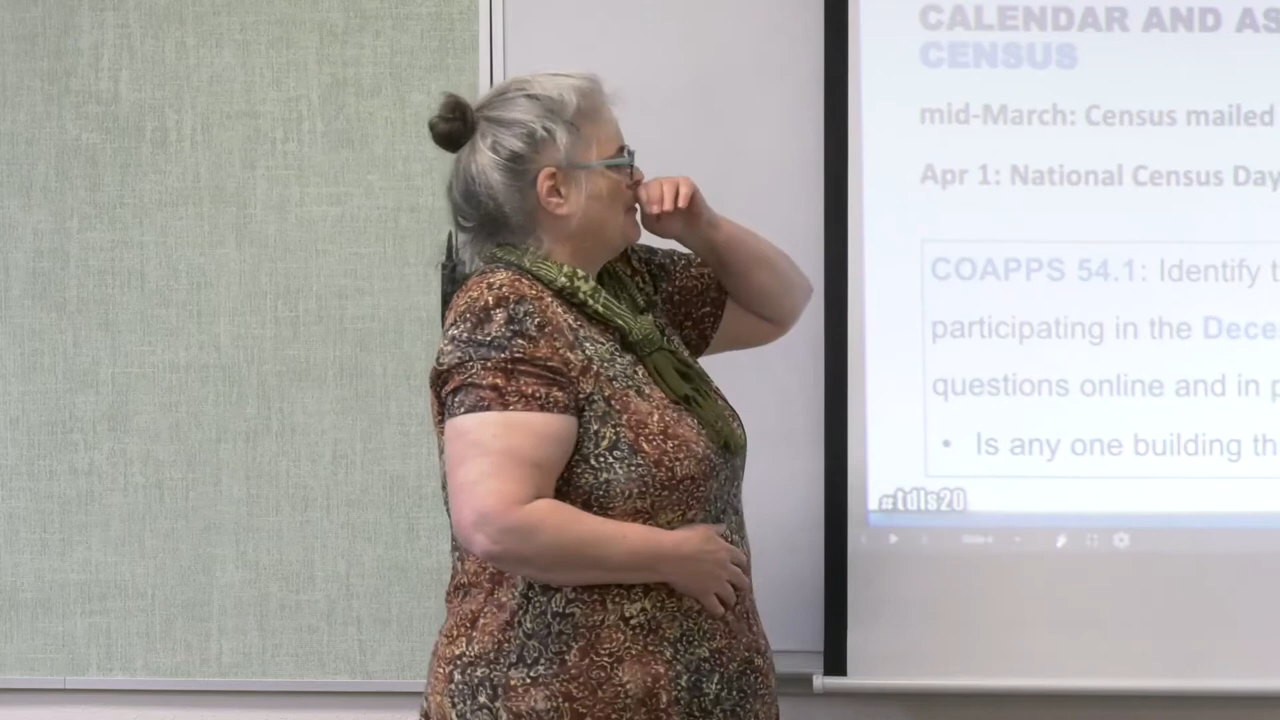 CALENDAR AND AS
CENSUS
mid-March: Census mailed
Apr 1: National Census Day
COAPPS 54.1: Identify t
participating in the Dece
questions online and in p
• Is any one building th
#tdls20